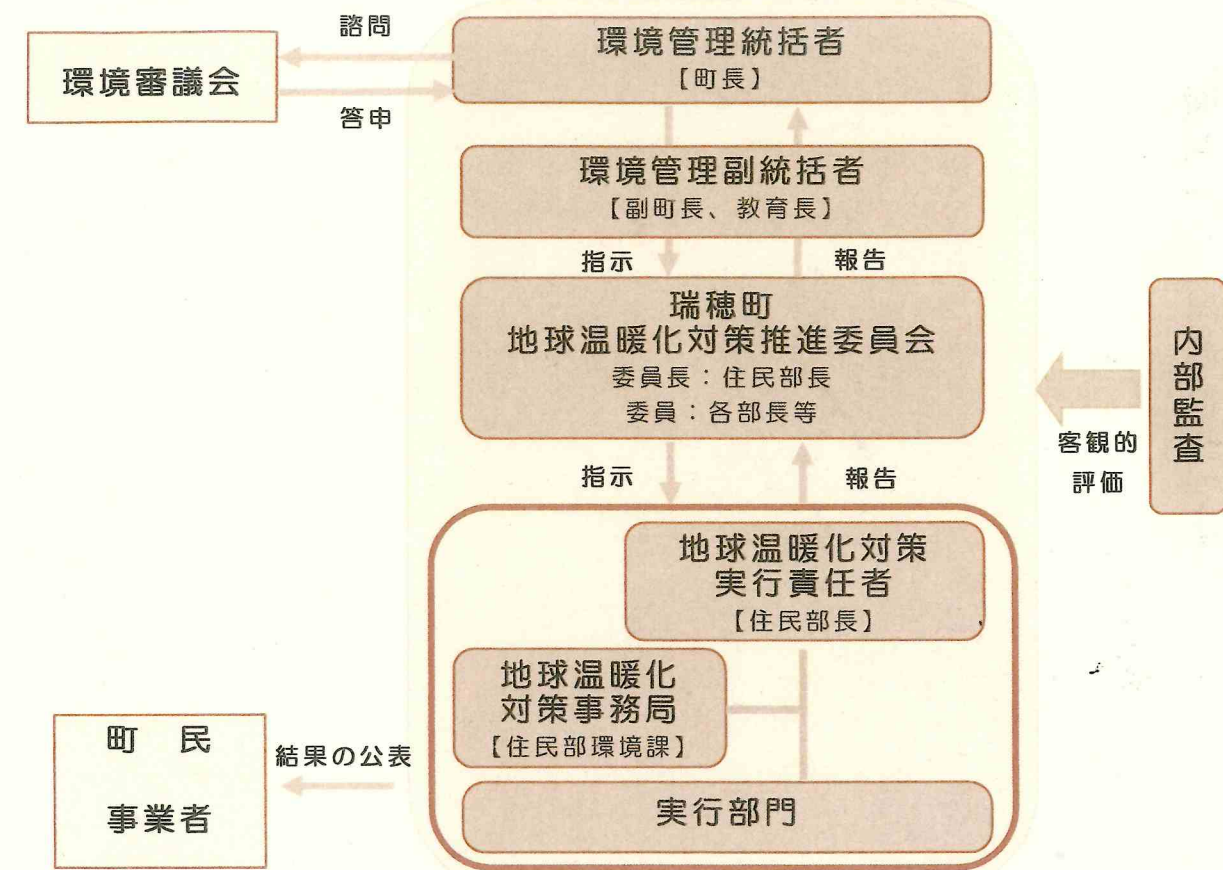 諮問
環境審議会
答申
環境管理統括者
【町長】
環境管理副統括者
【副町長、教育長】
指示
報告
瑞穂町
地球温暖化対策推進委員会
委員長：住民部長
委員：各部長等
内部監査
客観的
評価
指示
報告
地球温暖化対策
実行責任者
【住民部長】
地球温暖化
対策事務局
【住民部環境課】
実行部門
結果の公表
町　民
事業者